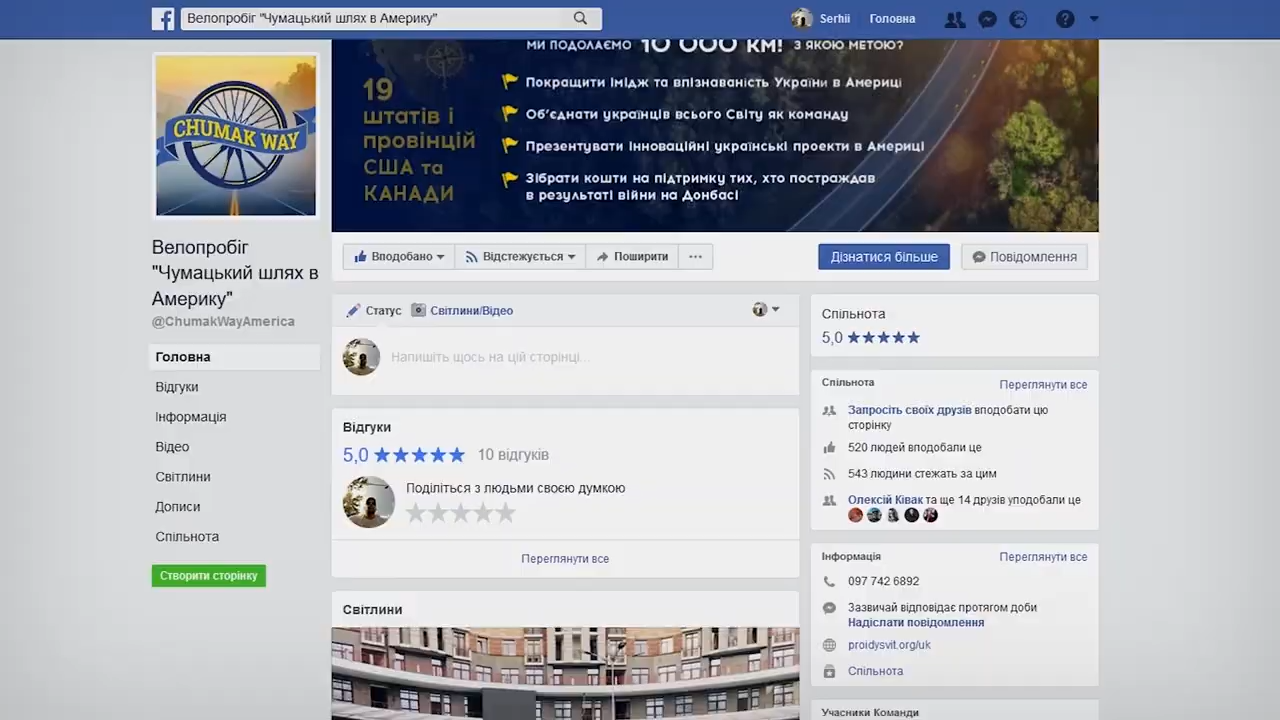 Велопробіг "Чумацький шлях в Америку"
Serhii
Головна
МИ ПОДОЛАЄМО 10 000 КМ! З ЯКОЮ МЕТОЮ?
19
штатів і
провінцій
США та
КАНАДИ
Покращити імідж та впізнаваність України в Америці
Об'єднати українців всього Світу як команду
Презентувати інноваційні українські проекти в Америці
Зібрати кошти на підтримку тих, хто постраждав
в результаті війни на Донбасі
CHUMAK WAY
Велопробіг
"Чумацький шлях в
Америку"
@ChumakWayAmerica
Головна
Відгуки
Інформація
Відео
Світлини
Дописи
Спільнота
Створити сторінку
Вподобано
Відстежується
Поширити
Дізнатися більше
Повідомлення
Статус
Світлини/Відео
Напишіть щось на цій сторінці...
Відгуки
5,0
10 відгуків
Поділіться з людьми своєю думкою
Переглянути все
Світлини
Спільнота
5,0
Спільнота
Переглянути все
Запросіть своїх друзів вподобати цю
сторінку
520 людей вподобали це
543 людини стежать за цим
Олексій Ківак та ще 14 друзів уподобали це
Інформація
Переглянути все
097 742 6892
Зазвичай відповідає протягом доби
Надіслати повідомлення
proidysvit.org/uk
Спільнота
Учасники Команди